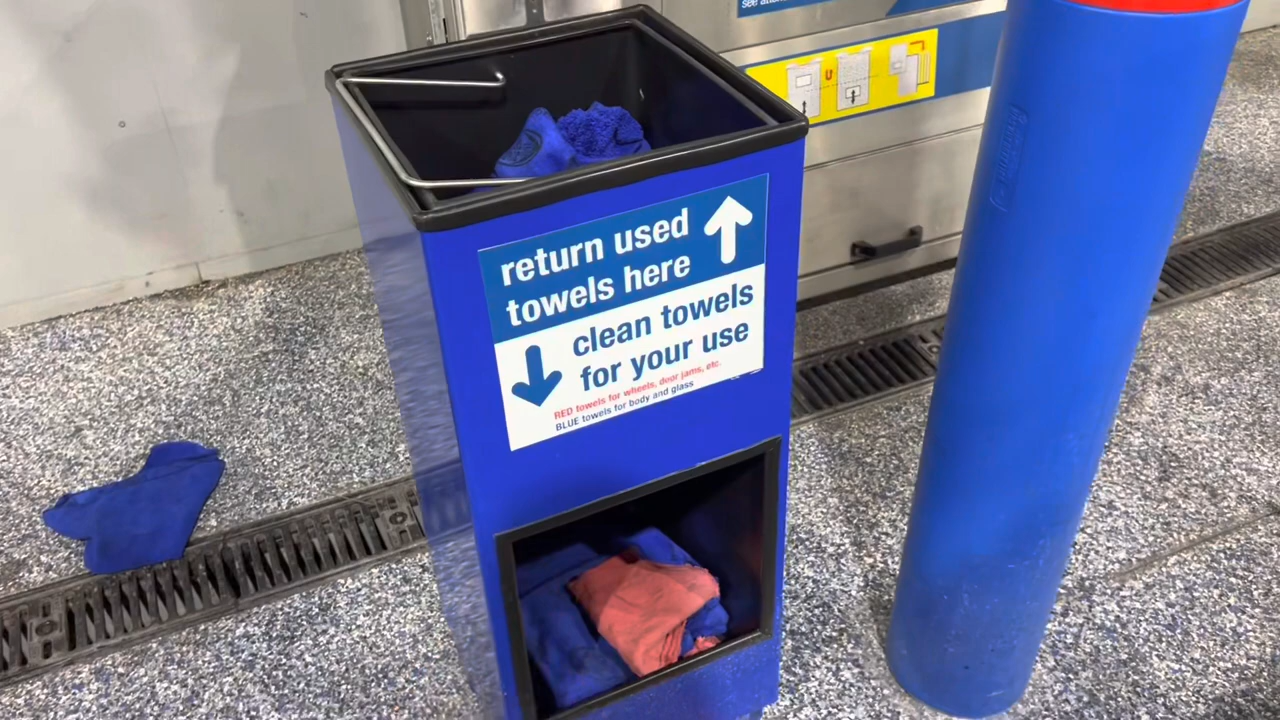 return used
towels here
clean towels
for your use
RED towels for wheels, door jams, etc.
BLUE towels for body and glass